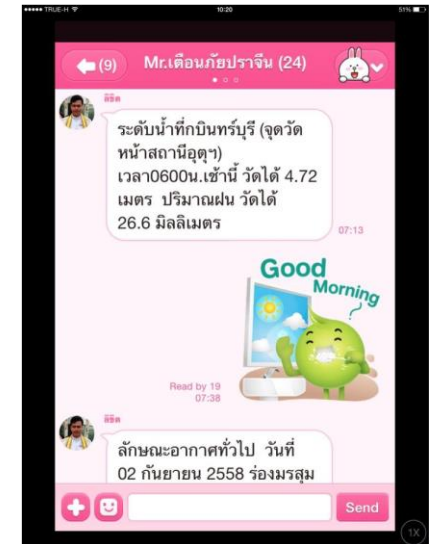 TRUE-H
10:20
51%
(9) Mr.เตือนภัยปราจีน (24)
ลิขิต
ระดับน้ำที่กบินทร์บุรี (จุดวัด
หน้าสถานีอุตุฯ)
เวลา0600น.เช้านี้ วัดได้ 4.72
เมตร ปริมาณฝน วัดได้
26.6 มิลลิเมตร
07:13
Good
Morning
Read by 19
07:38
ลิขิต
ลักษณะอากาศทั่วไป วันที่
02 กันยายน 2558 ร่องมรสุม
Send
1X